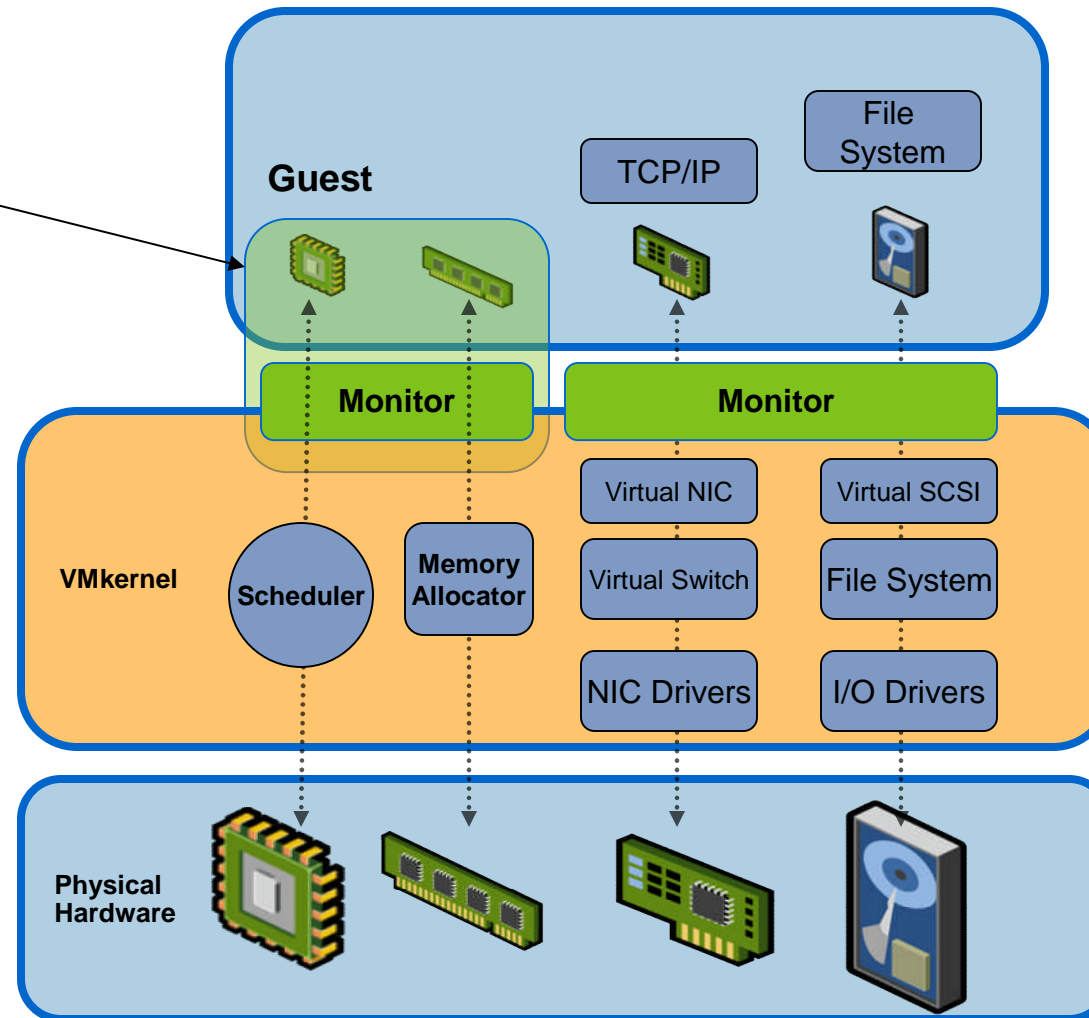 File
System
TCP/IP
Guest
Monitor
Monitor
Virtual NIC
Virtual SCSI
VMkernel
Scheduler
Memory
Allocator
Virtual Switch
File System
NIC Drivers
I/O Drivers
Physical
Hardware